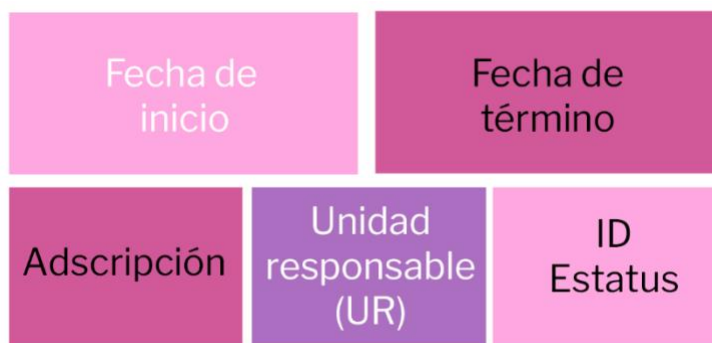 Fecha de
inicio
Fecha de
término
Adscripción
Unidad
responsable
(UR)
ID
Estatus